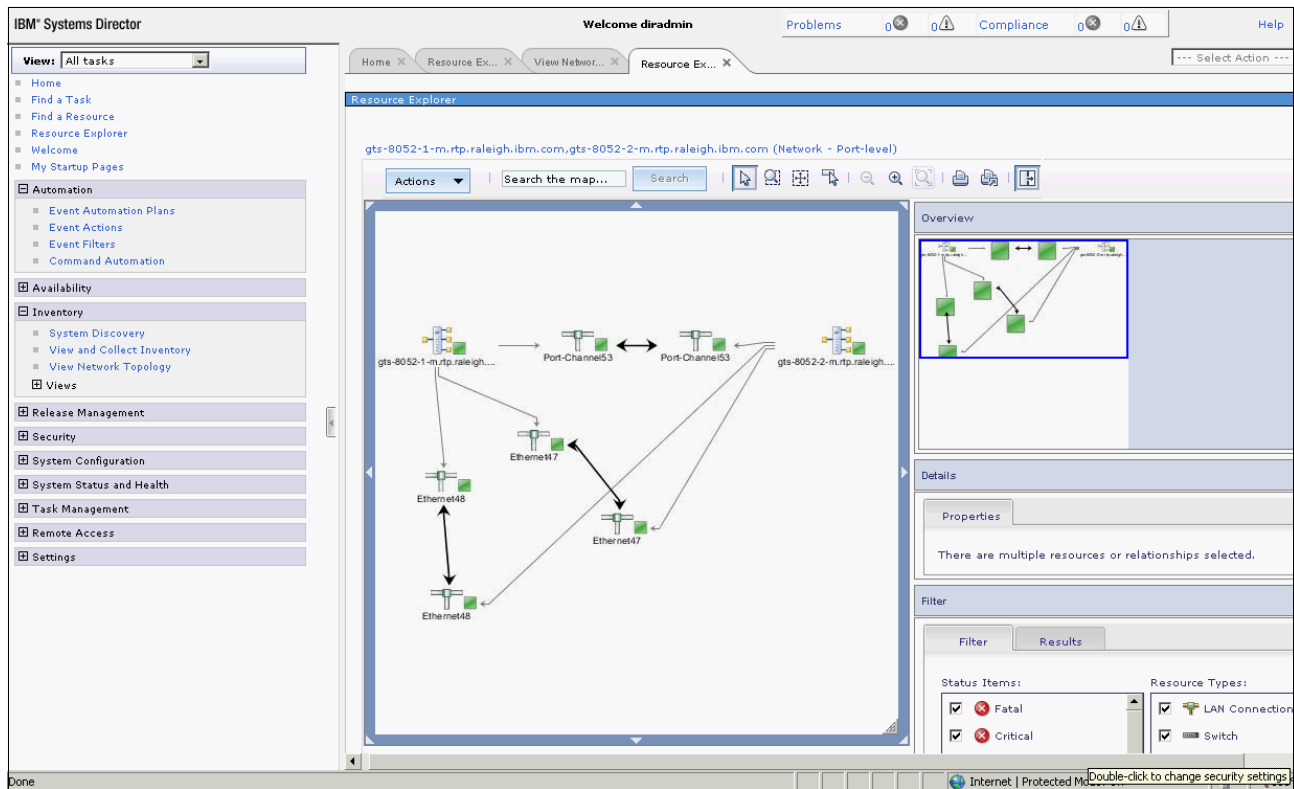 IBM® Systems Director
Welcome diradmin
Problems 0 0 Compliance 0 0 Help
View: All tasks
Home
Find a Task
Find a Resource
Resource Explorer
Welcome
My Startup Pages
Automation
Event Automation Plans
Event Actions
Event Filters
Command Automation
Availability
Inventory
System Discovery
View and Collect Inventory
View Network Topology
Views
Release Management
Security
System Configuration
System Status and Health
Task Management
Remote Access
Settings
Home Resource Ex... View Networ... Resource Ex...
--- Select Action ---
Resource Explorer
gts-8052-1-m.rtp.raleigh.ibm.com,gts-8052-2-m.rtp.raleigh.ibm.com (Network - Port-level)
Actions Search the map... Search
gts-8052-1-m.rtp.raleigh....
Port-Channel53
Port-Channel53
gts-8052-2-m.rtp.raleigh....
Ethernet47
Ethernet48
Ethernet47
Ethernet48
Overview
Details
Properties
There are multiple resources or relationships selected.
Filter
Filter Results
Status Items:
Fatal
Critical
Resource Types:
LAN Connection
Switch
Done
Internet | Protected
Double-click to change security settings